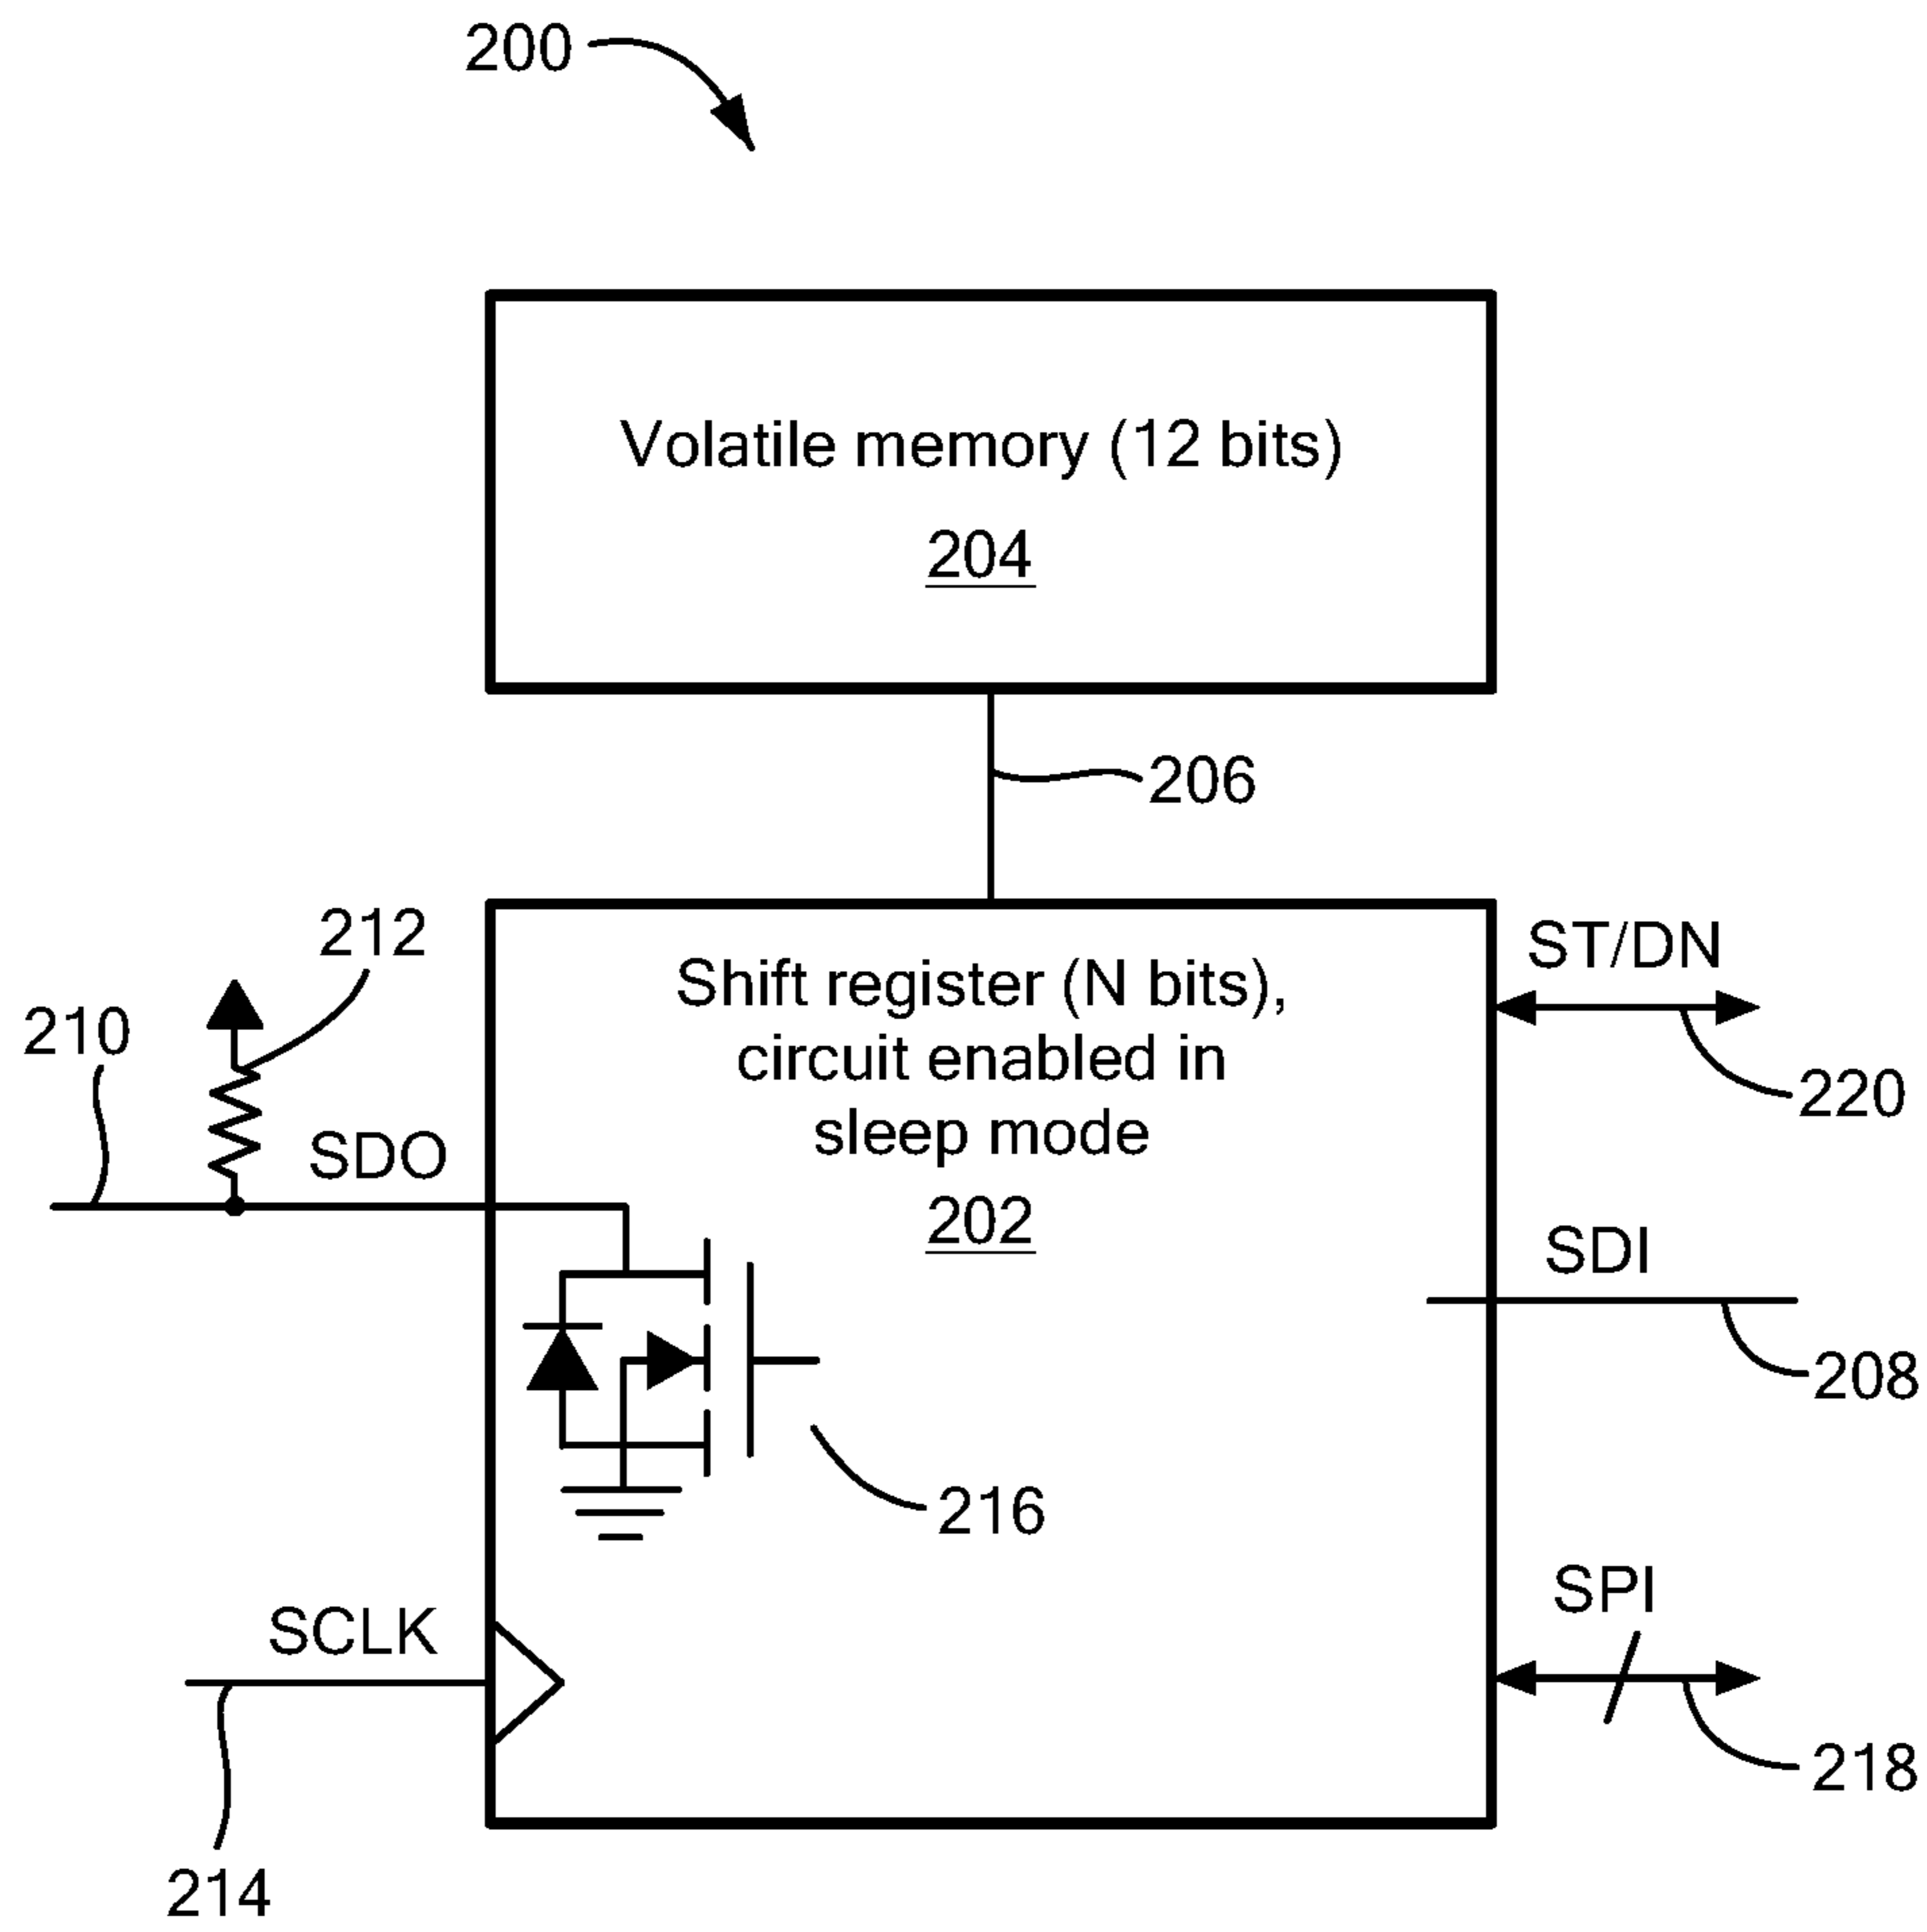 200
Volatile memory (12 bits)
204
206
212
210
SDO
Shift register (N bits),
circuit enabled in
sleep mode
202
ST/DN
220
SDI
208
216
SCLK
SPI
218
214